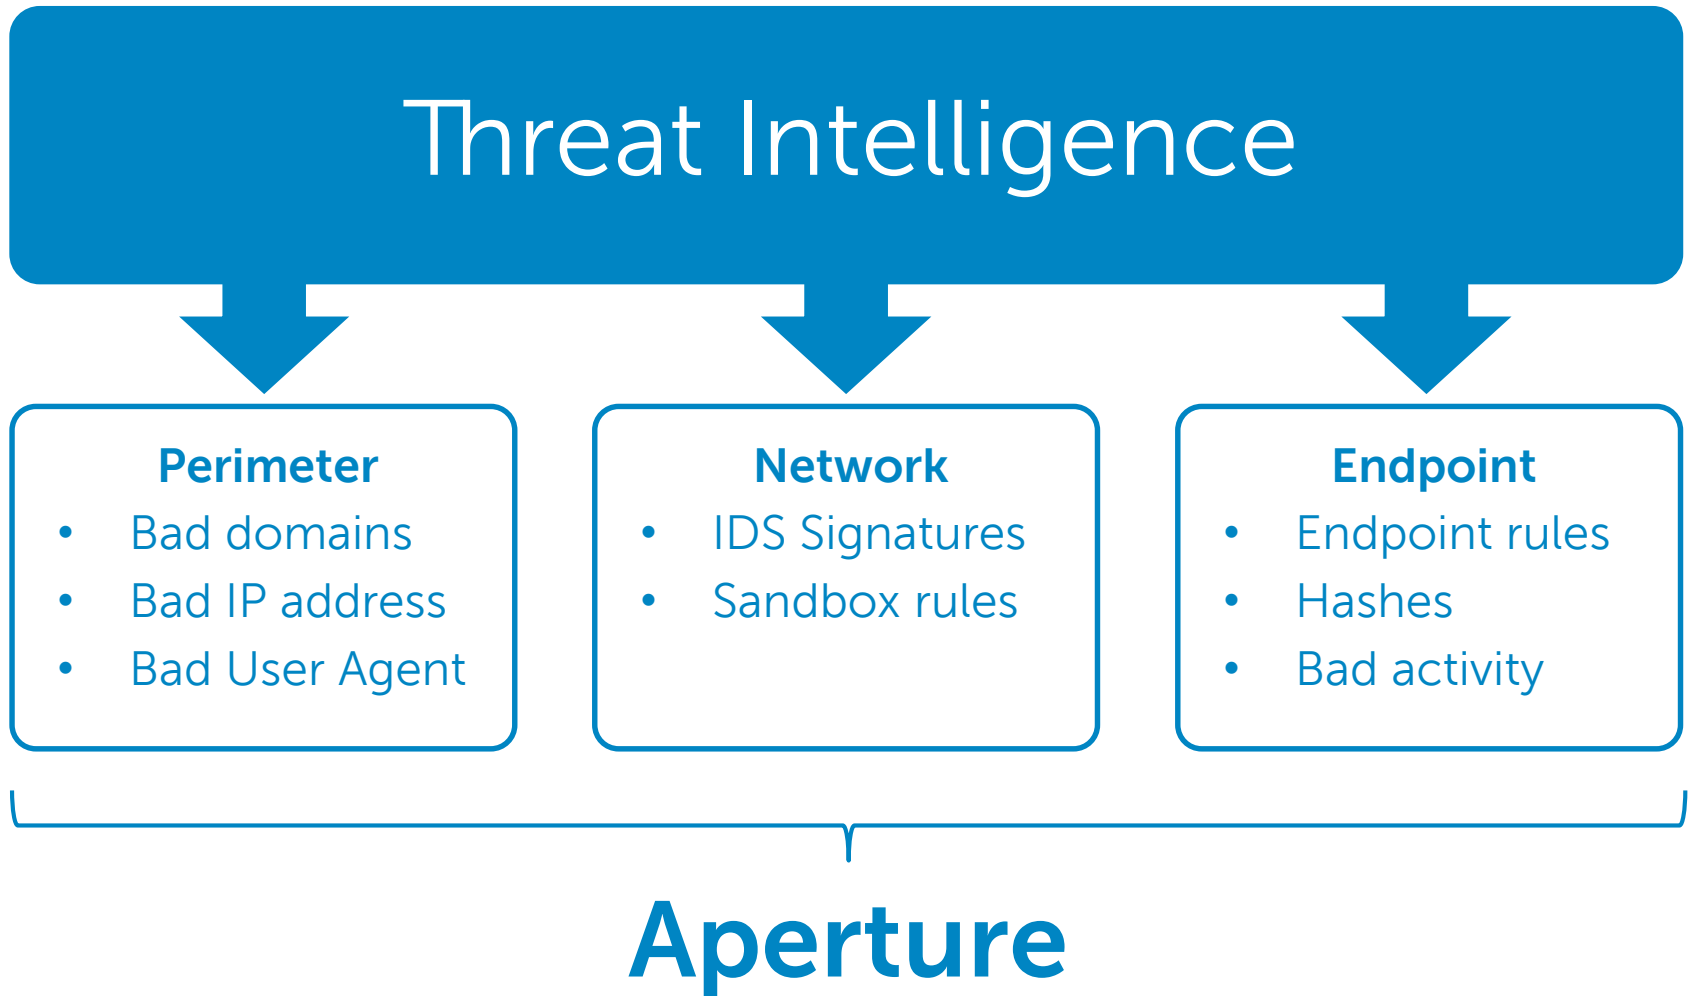 Threat Intelligence
Perimeter
• Bad domains
• Bad IP address
• Bad User Agent
Network
• IDS Signatures
• Sandbox rules
Endpoint
• Endpoint rules
• Hashes
• Bad activity
Aperture